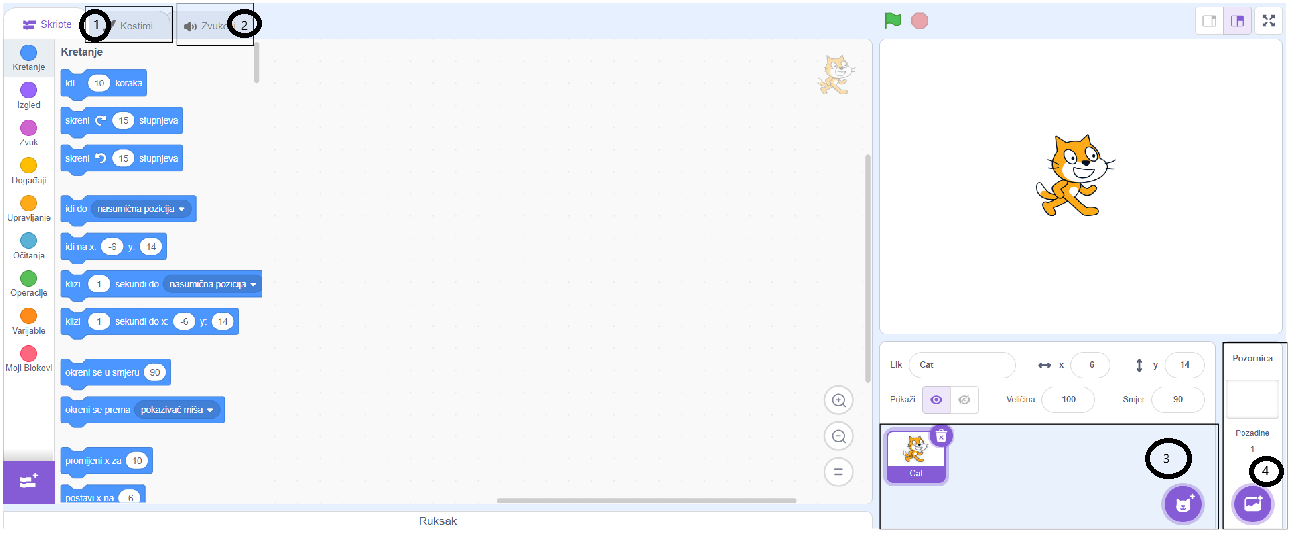 Skripte 1 Kostimi Zvuko 2
Kretanje
Izgled
Zvuk
Događaji
Upravljanje
Očitanja
Operacije
Varijable
Moji Blokovi
Kretanje
idi 10 koraka
skreni 15 stupnjeva
skreni 15 stupnjeva
idi do nasumična pozicija
idi na x: -6 y: 14
klizi 1 sekundi do nasumična pozicija
klizi 1 sekundi do x: -6 y: 14
okreni se u smjeru 90
okreni se prema pokazivač miša
promijeni x za 10
postavi x na -6
Ruksak
Lik Cat x 6 y 14
Prikaži Veličina 100 Smjer 90
Cat
3
Pozornica
Pozadine
1
4